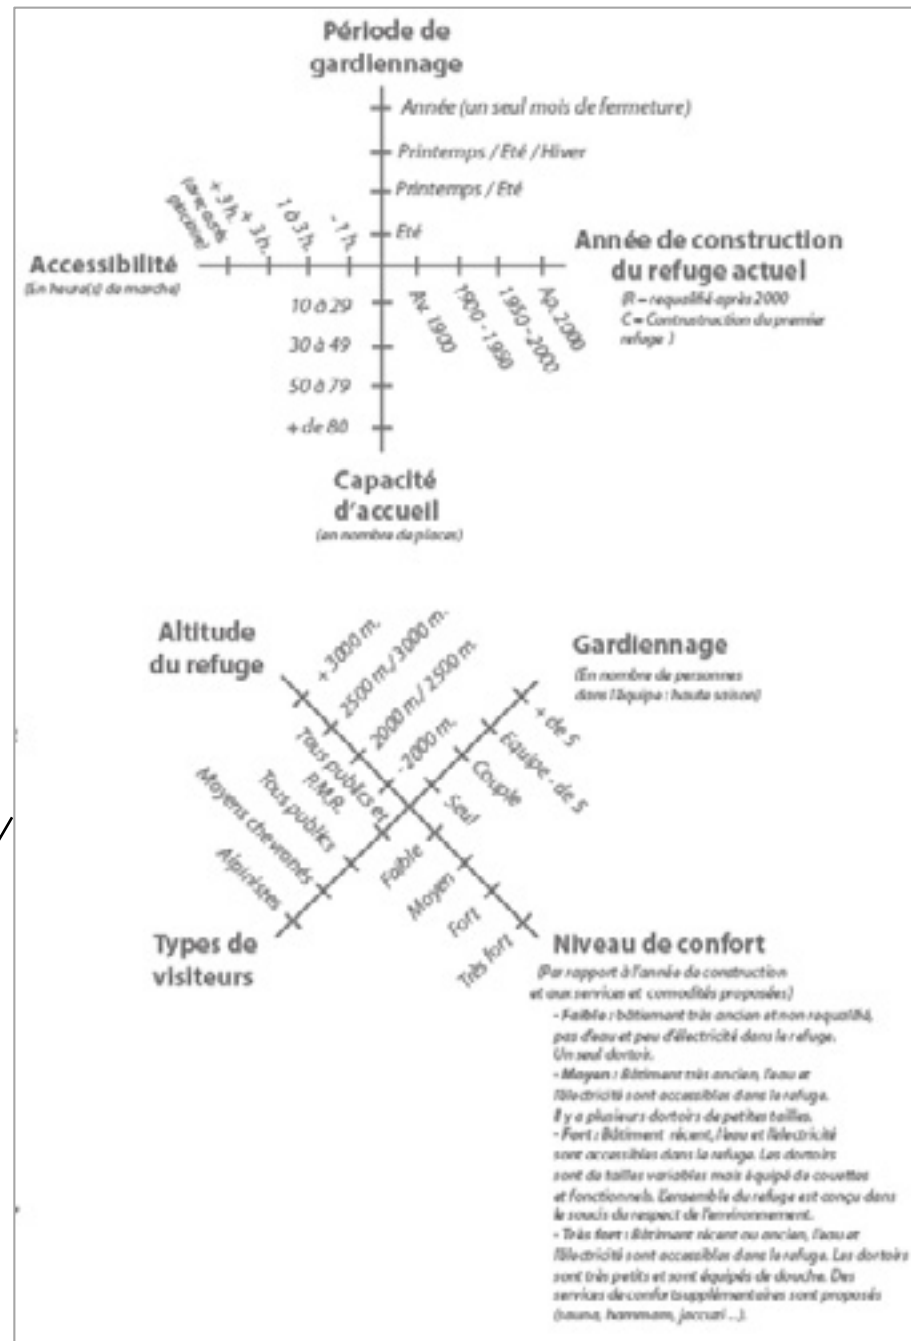 Période de
gardiennage
Année (un seul mois de fermeture)
Printemps / Eté / Hiver
Printemps / Eté
Eté
+ 3 h.
(avec accès
glaciaire)
+ 3 h.
1 à 3 h.
- 1 h.
Accessibilité
(En heure(s) de marche)
Année de construction
du refuge actuel
(R = requalifié après 2000
C = Contrustruction du premier
refuge )
Av. 1900
1900 - 1950
1950 - 2000
Ap. 2000
10 à 29
30 à 49
50 à 79
+ de 80
Capacité
d'accueil
(en nombre de places)
Altitude
du refuge
+ 3000 m.
2500 m./ 3000 m.
2000 m./ 2500 m.
- 2000 m.
Gardiennage
(En nombre de personnes
dans l'équipe : haute saison)
+ de 5
Equipe - de 5
Couple
Seul
Tous publics et
P.M.R.
Tous publics
Moyens chevronés
Alpinistes
Types de
visiteurs
Faible
Moyen
Fort
Très fort
Niveau de confort
(Par rapport à l'année de construction
et aux services et comodités proposées)
- Faible : bâtiement très ancien et non requalifié,
pas d'eau et peu d'électricité dans le refuge.
Un seul dortoir.
- Moyen : Bâtiment très ancien, l'eau et
l'électricité sont accessibles dans le refuge.
Il y a plusieurs dortoirs de petites tailles.
- Fort : Bâtiment récent, l'eau et l'électricité
sont accessibles dans le refuge. Les dortoirs
sont de tailles variables mais équipé de couettes
et fonctionnels. L'ensemble du refuge est conçu dans
le soucis du respect de l'environnement.
- Très fort : Bâtiment récent ou ancien, l'eau et
l'électricité sont accessibles dans le refuge. Les dortoirs
sont très petits et sont équipés de douche. Des
services de confort supplémentaires sont proposés
(sauna, hammam, jaccuzi ...).